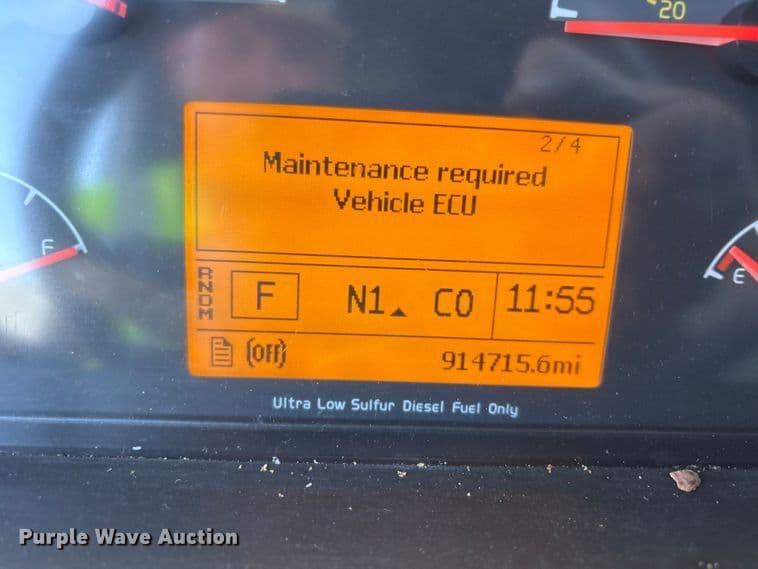 20
2/4
Maintenance required
Vehicle ECU
F
E
R
N
D
M
F
N1 C0
11:55
(OFF)
914715.6mi
Ultra Low Sulfur Diesel Fuel Only
Purple Wave Auction